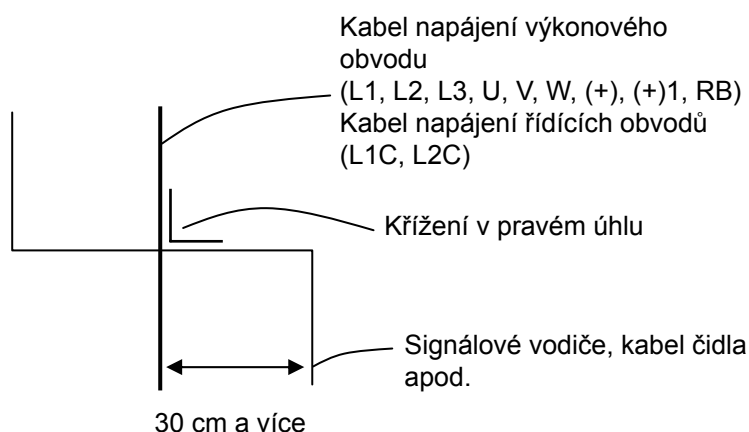 Kabel napájení výkonového
obvodu
(L1, L2, L3, U, V, W, (+), (+)1, RB)
Kabel napájení řídících obvodů
(L1C, L2C)
Křížení v pravém úhlu
Signálové vodiče, kabel čidla
apod.
30 cm a více